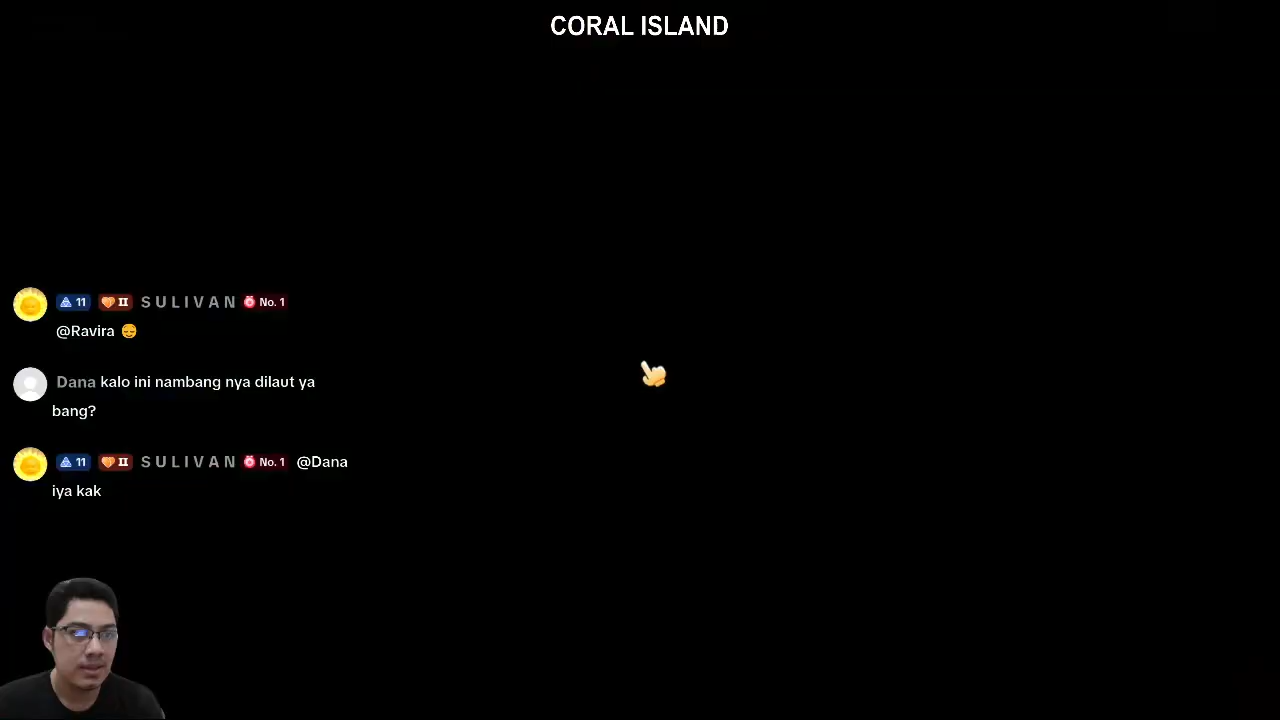 CORAL ISLAND
11 II S U L I V A N No. 1
@Ravira 😌
Dana kalo ini nambang nya dilaut ya
bang?
11 II S U L I V A N No. 1 @Dana
iya kak